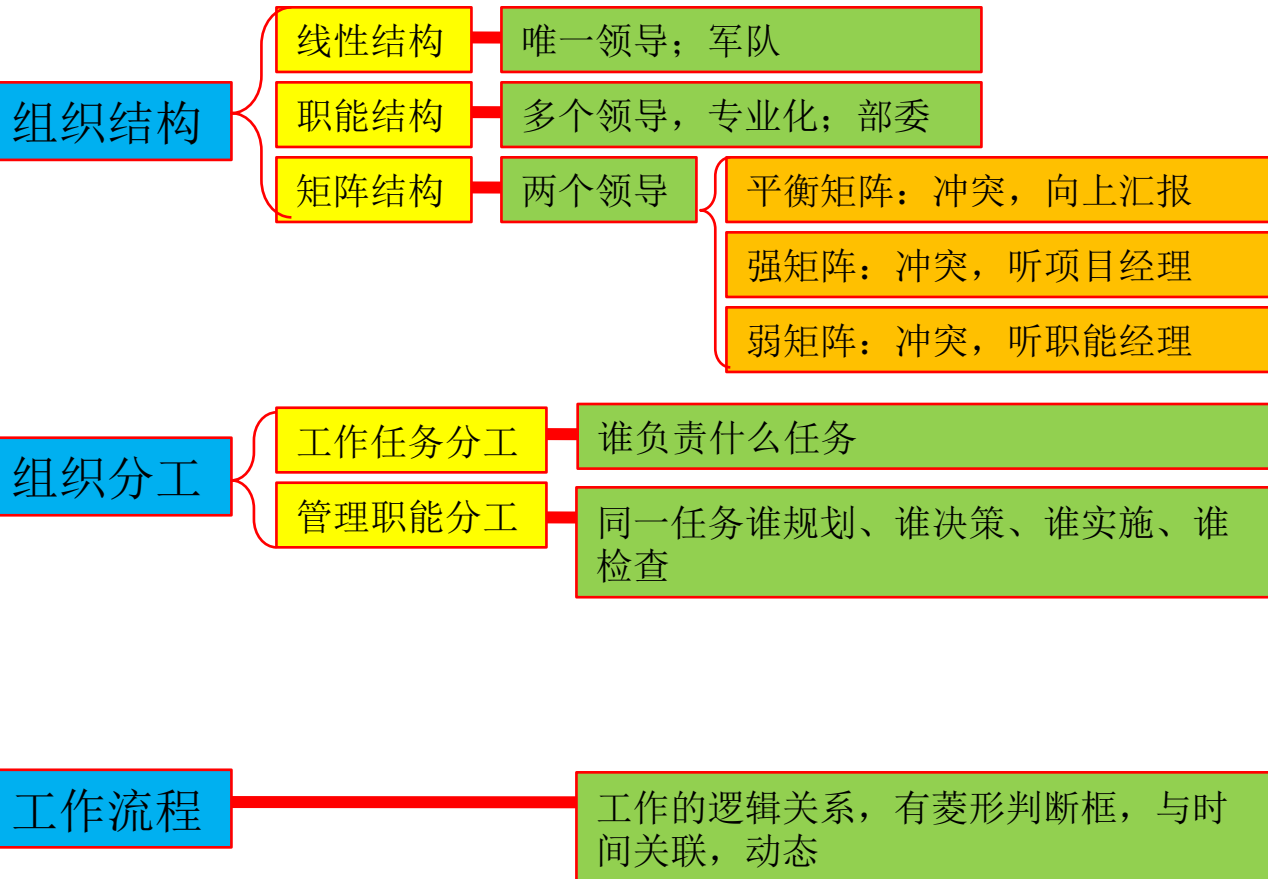 组织结构
线性结构
唯一领导；军队
职能结构
多个领导，专业化；部委
矩阵结构
两个领导
平衡矩阵：冲突，向上汇报
强矩阵：冲突，听项目经理
弱矩阵：冲突，听职能经理
组织分工
工作任务分工
谁负责什么任务
管理职能分工
同一任务谁规划、谁决策、谁实施、谁
检查
工作流程
工作的逻辑关系，有菱形判断框，与时
间关联，动态